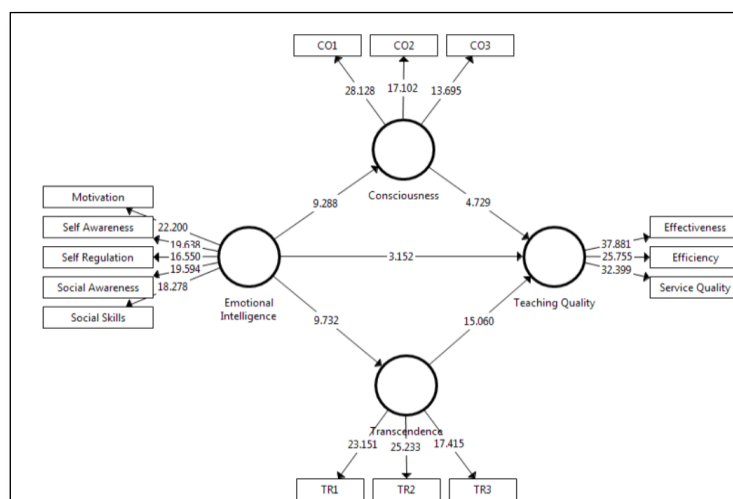 CO1 CO2 CO3
28.128 17.102 13.695
Consciousness
9.288 4.729
Motivation
Self Awareness
Self Regulation
Social Awareness
Social Skills
22.200
19.638
16.550
19.594
18.278
Emotional
Intelligence
3.152
Teaching Quality
37.881
25.755
32.399
Effectiveness
Efficiency
Service Quality
9.732 15.060
Transcendence
23.151 25.233 17.415
TR1 TR2 TR3